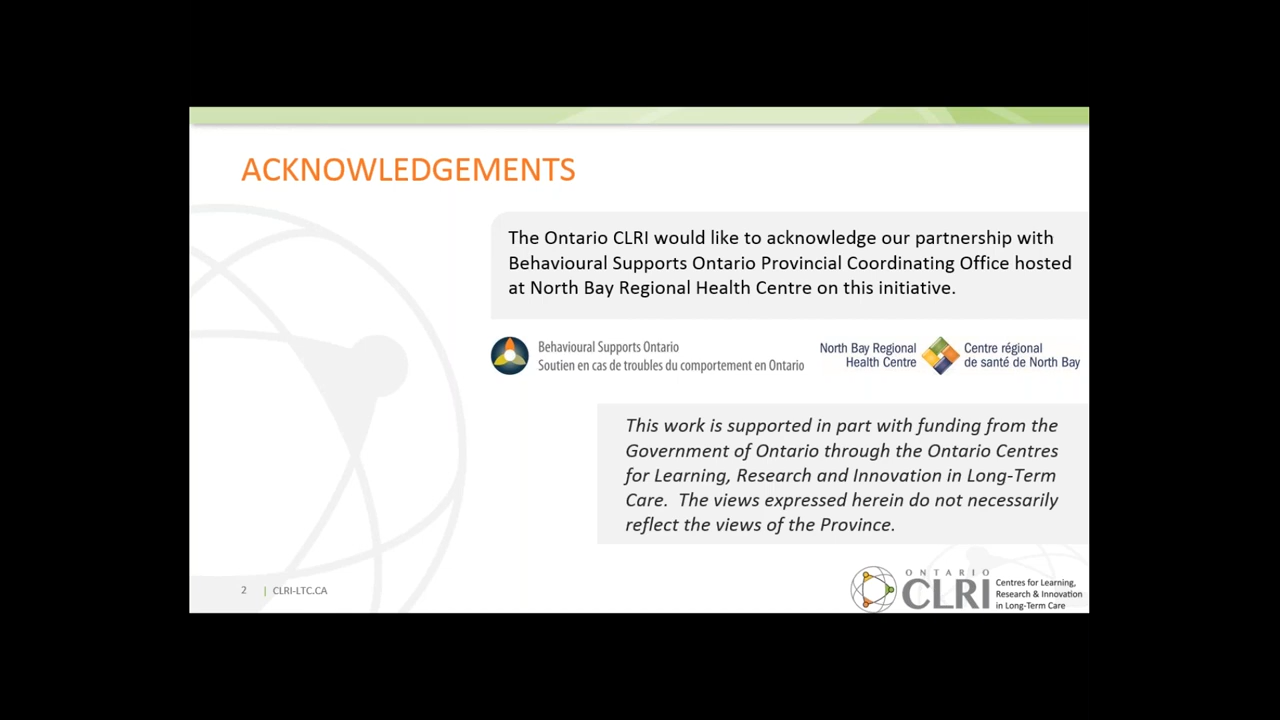 ACKNOWLEDGEMENTS
The Ontario CLRI would like to acknowledge our partnership with
Behavioural Supports Ontario Provincial Coordinating Office hosted
at North Bay Regional Health Centre on this initiative.
Behavioural Supports Ontario
Soutien en cas de troubles du comportement en Ontario
North Bay Regional
Health Centre
Centre régional
de santé de North Bay
This work is supported in part with funding from the
Government of Ontario through the Ontario Centres
for Learning, Research and Innovation in Long-Term
Care. The views expressed herein do not necessarily
reflect the views of the Province.
2 | CLRI-LTC.CA
ONTARIO
CLRI
Centres for Learning,
Research & Innovation
in Long-Term Care